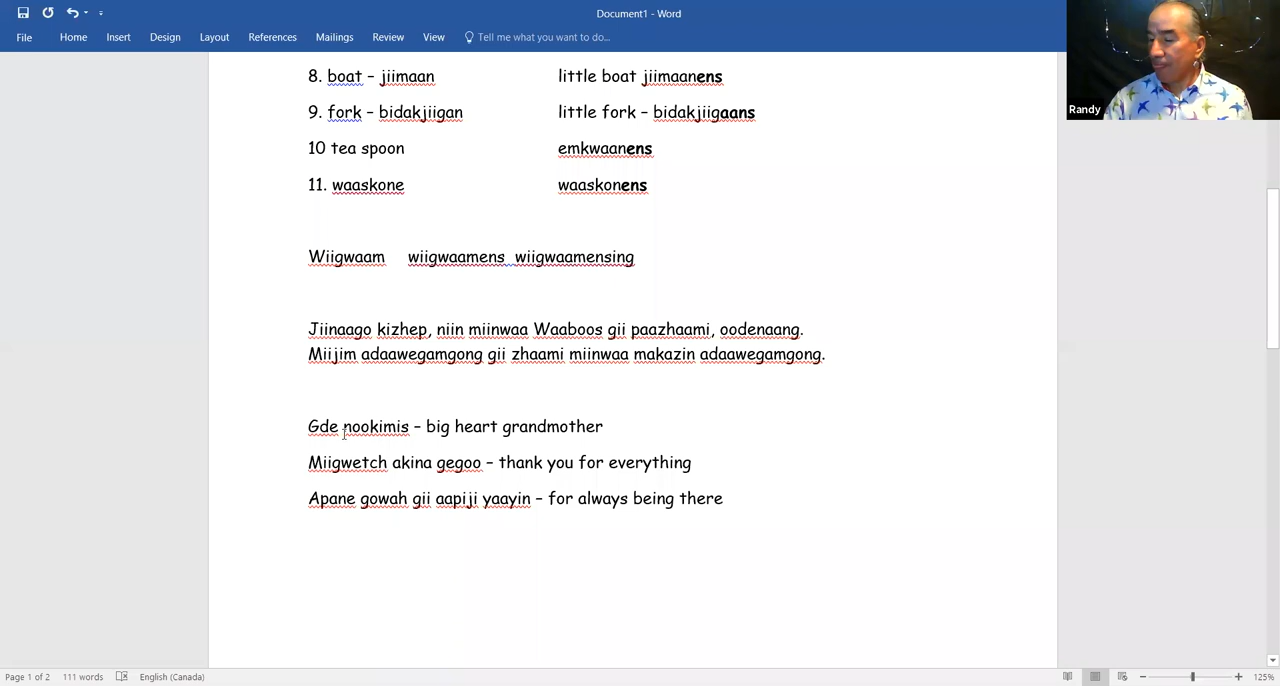 Document1 - Word
File Home Insert Design Layout References Mailings Review View Tell me what you want to do...
Randy
8. boat – jiimaan little boat jiimaanens
9. fork – bidakjiigan little fork – bidakjiigaans
10 tea spoon emkwaanens
11. waaskone waaskonens
Wiigwaam wiigwaamens wiigwaamensing
Jiinaago kizhep, niin miinwaa Waaboos gii paazhaami, oodenaang.
Miijim adaawegamgong gii zhaami miinwaa makazin adaawegamgong.
Gde nookimis – big heart grandmother
Miigwetch akina gegoo – thank you for everything
Apane gowah gii aapiji yaayin – for always being there
Page 1 of 2 111 words English (Canada) 125%